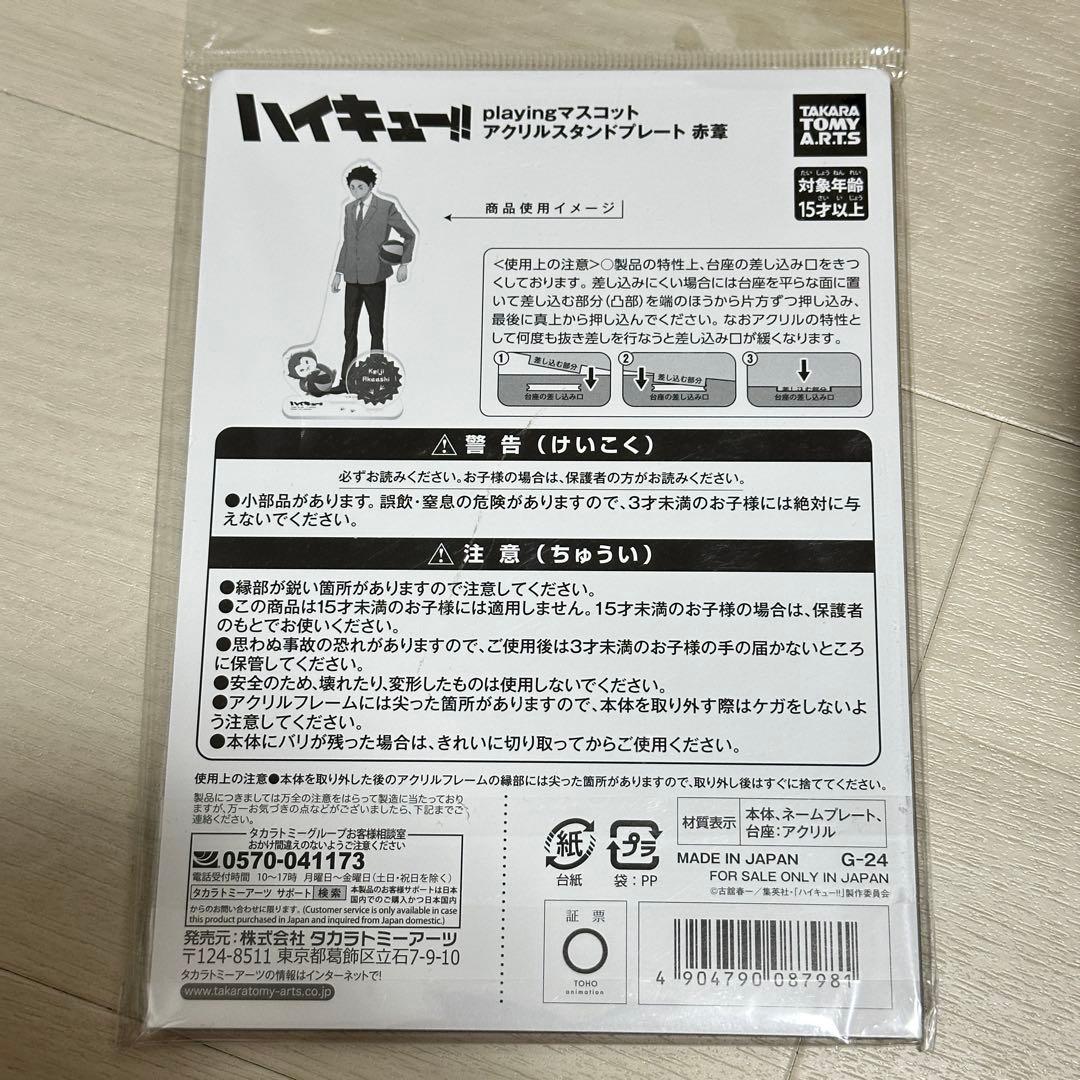 ハイキュー!!
playingマスコット
アクリルスタンドプレート 赤葦
TAKARA
TOMY
A.R.T.S
たいしょうねんれい
対象年齢
さいいじょう
15才以上
商品使用イメージ
Keiji
Akaashi
ハイキュー!!
<使用上の注意>○製品の特性上、台座の差し込み口をきつ
くしております。差し込みにくい場合には台座を平らな面に置
いて差し込む部分(凸部)を端のほうから片方ずつ押し込み、
最後に真上から押し込んでください。なおアクリルの特性と
して何度も抜き差しを行なうと差し込み口が緩くなります。
1 差し込む部分
台座の差し込み口
2 差し込む部分
台座の差し込み口
3 差し込む部分
台座の差し込み口
⚠警告(けいこく)
必ずお読みください。お子様の場合は、保護者の方がお読みください。
●小部品があります。誤飲・窒息の危険がありますので、3才未満のお子様には絶対に与
えないでください。
⚠注意(ちゅうい)
●縁部が鋭い箇所がありますので注意してください。
●この商品は15才未満のお子様には適用しません。15才未満のお子様の場合は、保護者
のもとでお使いください。
●思わぬ事故の恐れがありますので、ご使用後は3才未満のお子様の手の届かないところ
に保管してください。
●安全のため、壊れたり、変形したものは使用しないでください。
●アクリルフレームには尖った箇所がありますので、本体を取り外す際はケガをしないよ
う注意してください。
●本体にバリが残った場合は、きれいに切り取ってからご使用ください。
使用上の注意●本体を取り外した後のアクリルフレームの縁部には尖った箇所がありますので、取り外し後はすぐに捨ててください。
製品につきましては万全の注意をはらって製造に当たっており
ますが、万一お気づきの点などがございましたら、下記までご
連絡ください。
タカラトミーグループお客様相談室
おかけ間違えのないようご注意ください
0570-041173
電話受付時間 10〜17時 月曜日〜金曜日(土日・祝日を除く)
タカラトミーアーツ サポート 検索
本製品のお客様サポートは日本
国内でのご購入かつ日本国内
からのお問い合わせに限ります。(Customer service is only available in case
this product purchased in Japan and inquired from Japan domestic.)
発売元:株式会社 タカラトミーアーツ
〒124-8511 東京都葛飾区立石7-9-10
タカラトミーアーツの情報はインターネットで!
www.takaratomy-arts.co.jp
紙
台紙
プラ
袋:PP
材質表示
本体、ネームプレート、
台座:アクリル
MADE IN JAPAN G-24
FOR SALE ONLY IN JAPAN
©古舘春一/集英社・「ハイキュー!!」製作委員会
証票
TOHO
animation
4 904790 087981